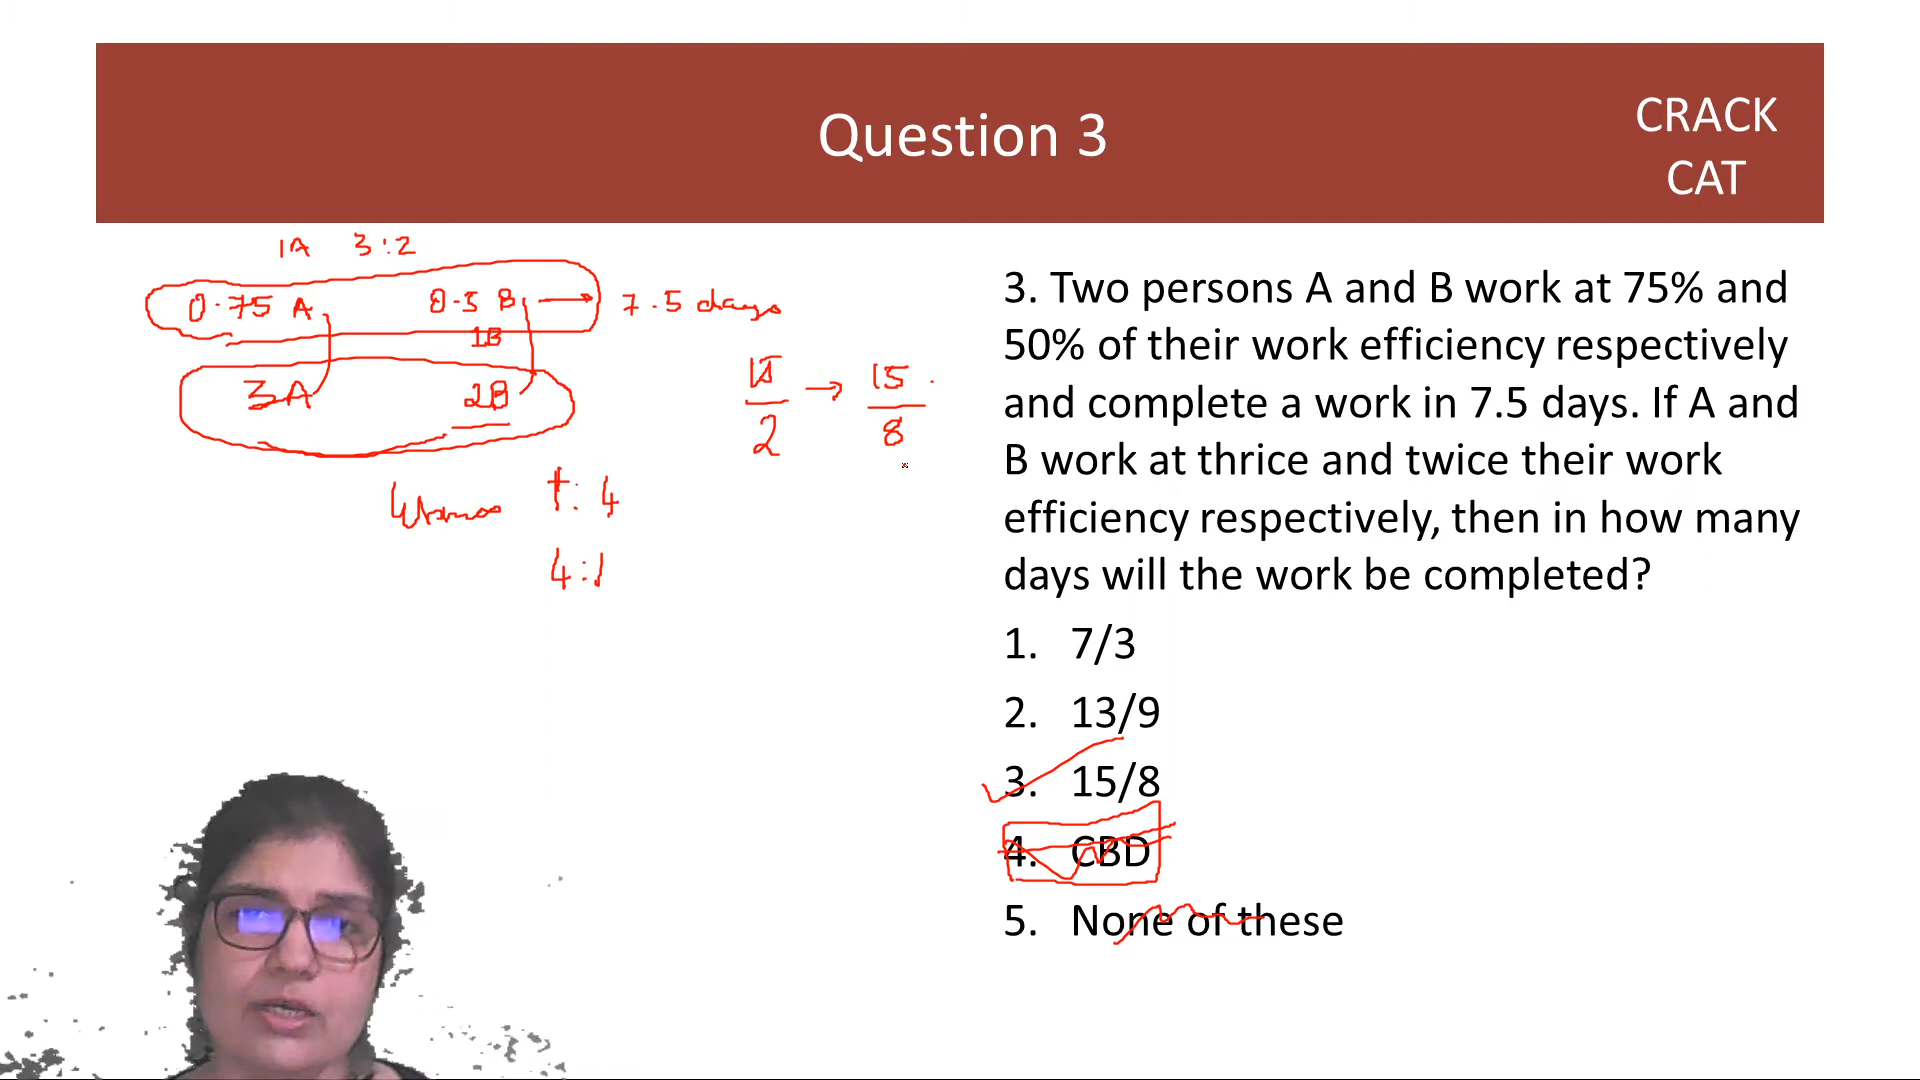 Question 3
CRACK
CAT
1A 3:2
0.75 A 0.5 B → 7.5 days
1B
3A 2B
15/2 → 15/8
4 times 1:4
4:1
3. Two persons A and B work at 75% and
50% of their work efficiency respectively
and complete a work in 7.5 days. If A and
B work at thrice and twice their work
efficiency respectively, then in how many
days will the work be completed?
1. 7/3
2. 13/9
3. 15/8
4. CBD
5. None of these